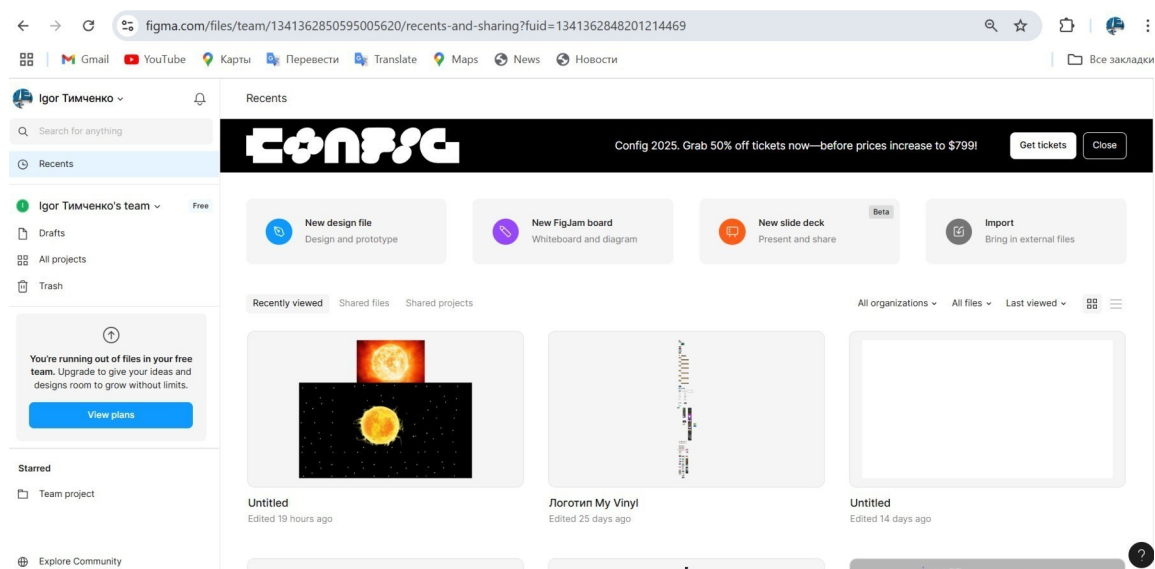 figma.com/files/team/1341362850595005620/recents-and-sharing?fuid=1341362848201214469
Gmail YouTube Карты Перевести Translate Maps News Новости Все закладки
Igor Тимченко
Search for anything
Recents
Igor Тимченко's team Free
Drafts
All projects
Trash
You're running out of files in your free
team. Upgrade to give your ideas and
designs room to grow without limits.
View plans
Starred
Team project
Explore Community
Recents
CONFIG
Config 2025. Grab 50% off tickets now—before prices increase to $799!
Get tickets Close
New design file
Design and prototype
New FigJam board
Whiteboard and diagram
New slide deck
Present and share
Beta
Import
Bring in external files
Recently viewed Shared files Shared projects
All organizations All files Last viewed
Untitled
Edited 19 hours ago
Логотип My Vinyl
Edited 25 days ago
Untitled
Edited 14 days ago
?